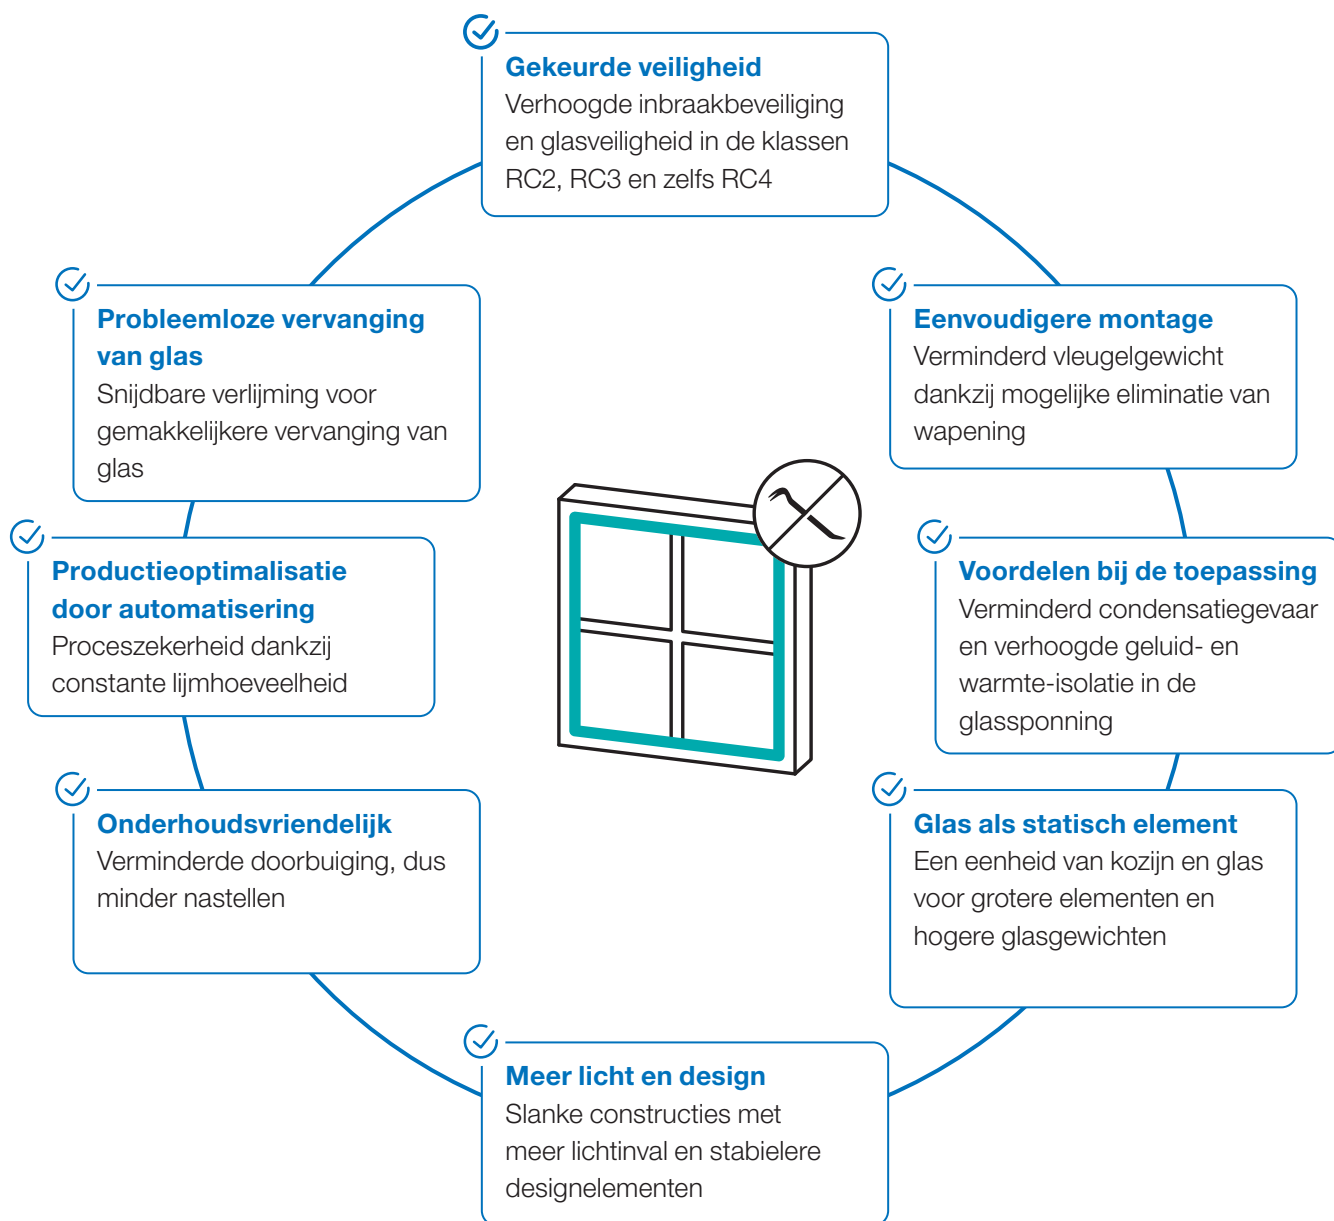 Gekeurde veiligheid
Verhoogde inbraakbeveiliging
en glasveiligheid in de klassen
RC2, RC3 en zelfs RC4
Probleemloze vervanging
van glas
Snijdbare verlijming voor
gemakkelijkere vervanging van
glas
Eenvoudigere montage
Verminderd vleugelgewicht
dankzij mogelijke eliminatie van
wapening
Productieoptimalisatie
door automatisering
Proceszekerheid dankzij
constante lijmhoeveelheid
Voordelen bij de toepassing
Verminderd condensatiegevaar
en verhoogde geluid- en
warmte-isolatie in de
glassponning
Onderhoudsvriendelijk
Verminderde doorbuiging, dus
minder nastellen
Glas als statisch element
Een eenheid van kozijn en glas
voor grotere elementen en
hogere glasgewichten
Meer licht en design
Slanke constructies met
meer lichtinval en stabielere
designelementen